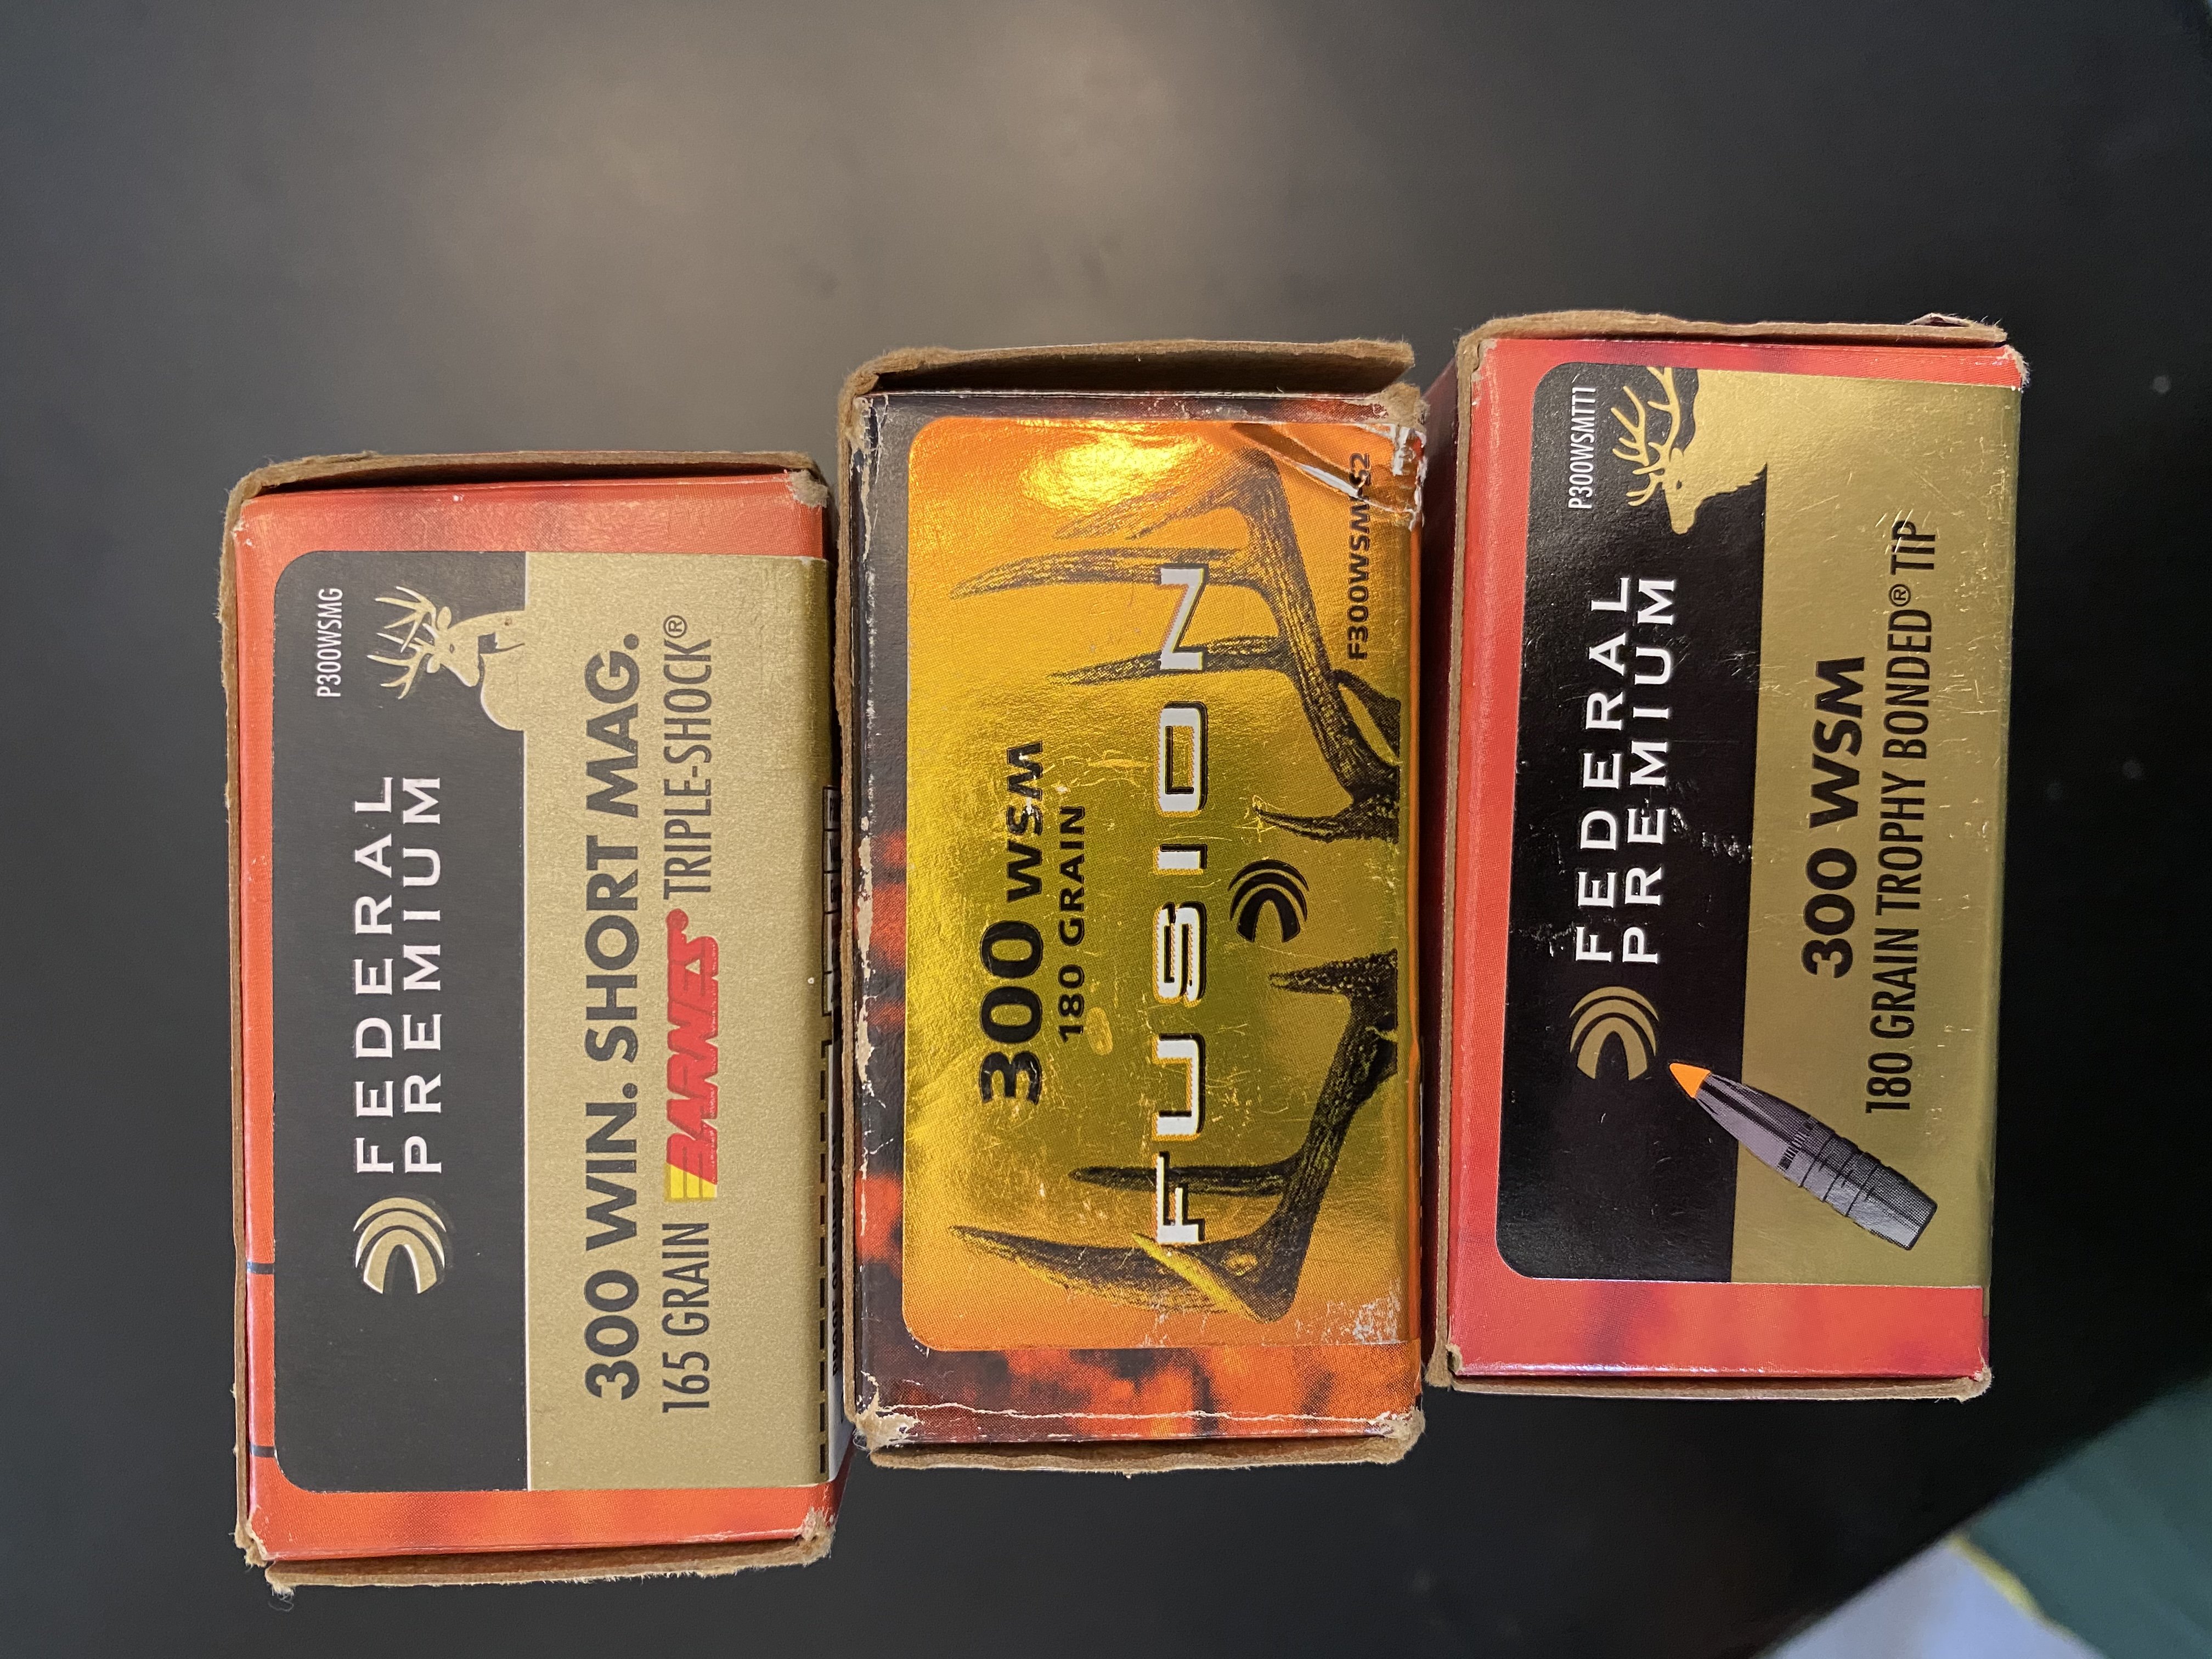 P300WSMG
FEDERAL
PREMIUM
300 WIN. SHORT MAG.
165 GRAIN BARNES® TRIPLE-SHOCK®
300 WSM
180 GRAIN
FUSION
P300WSMTT1
FEDERAL
PREMIUM
300 WSM
180 GRAIN TROPHY BONDED® TIP